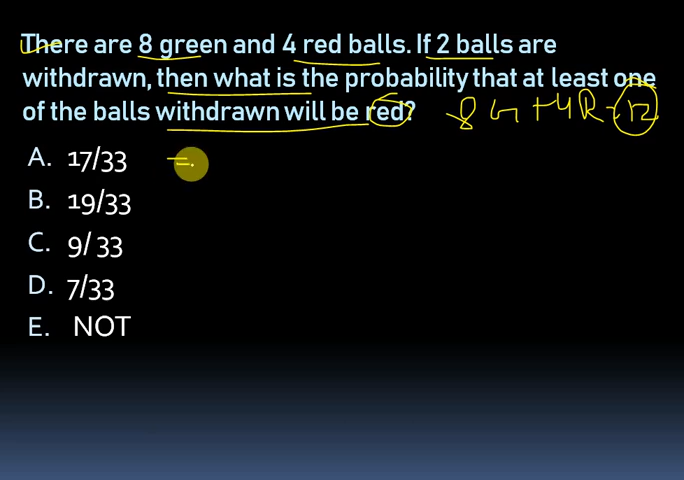 There are 8 green and 4 red balls. If 2 balls are
withdrawn, then what is the probability that at least one
of the balls withdrawn will be red? 8 G + 4 R = 12
A. 17/33 =
B. 19/33
C. 9/ 33
D. 7/33
E. NOT